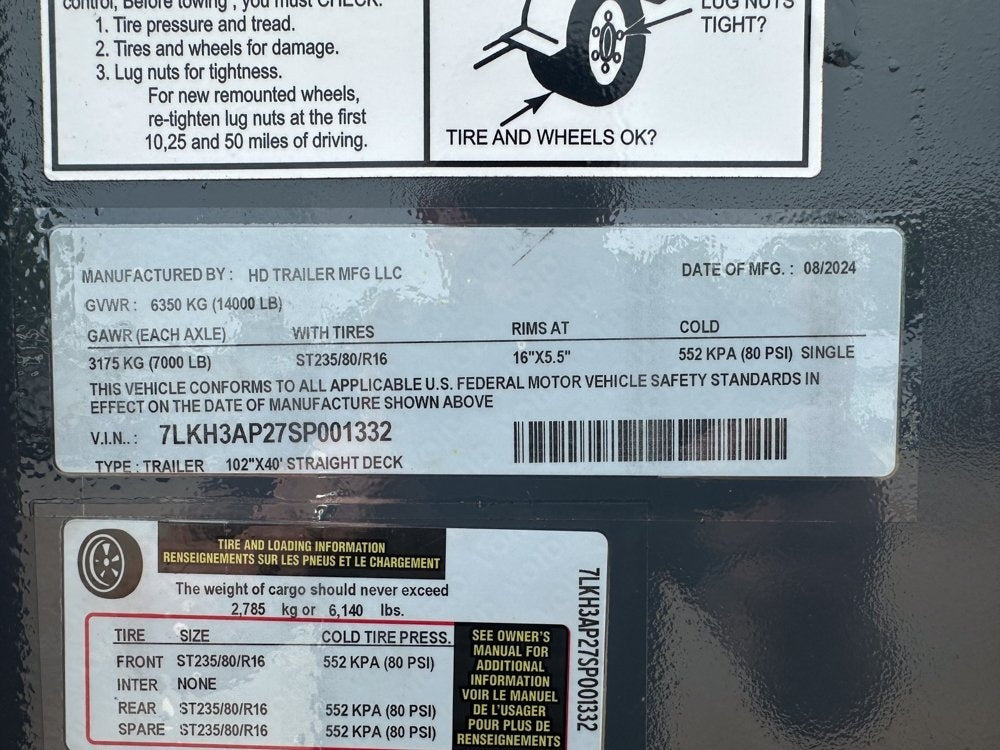 control, Before towing , you must CHECK:
1. Tire pressure and tread.
2. Tires and wheels for damage.
3. Lug nuts for tightness.
For new remounted wheels,
re-tighten lug nuts at the first
10,25 and 50 miles of driving.
LUG NUTS
TIGHT?
TIRE AND WHEELS OK?
MANUFACTURED BY : HD TRAILER MFG LLC
DATE OF MFG. : 08/2024
GVWR : 6350 KG (14000 LB)
GAWR (EACH AXLE) WITH TIRES RIMS AT COLD
3175 KG (7000 LB) ST235/80/R16 16"X5.5" 552 KPA (80 PSI) SINGLE
THIS VEHICLE CONFORMS TO ALL APPLICABLE U.S. FEDERAL MOTOR VEHICLE SAFETY STANDARDS IN
EFFECT ON THE DATE OF MANUFACTURE SHOWN ABOVE
V.I.N.. : 7LKH3AP27SP001332
TYPE : TRAILER 102"X40' STRAIGHT DECK
TIRE AND LOADING INFORMATION
RENSEIGNEMENTS SUR LES PNEUS ET LE CHARGEMENT
The weight of cargo should never exceed
2,785 kg or 6,140 lbs.
TIRE SIZE COLD TIRE PRESS.
FRONT ST235/80/R16 552 KPA (80 PSI)
INTER NONE
REAR ST235/80/R16 552 KPA (80 PSI)
SPARE ST235/80/R16 552 KPA (80 PSI)
SEE OWNER'S
MANUAL FOR
ADDITIONAL
INFORMATION
VOIR LE MANUEL
DE L'USAGER
POUR PLUS DE
RENSEIGNEMENTS
7LKH3AP27SP001332